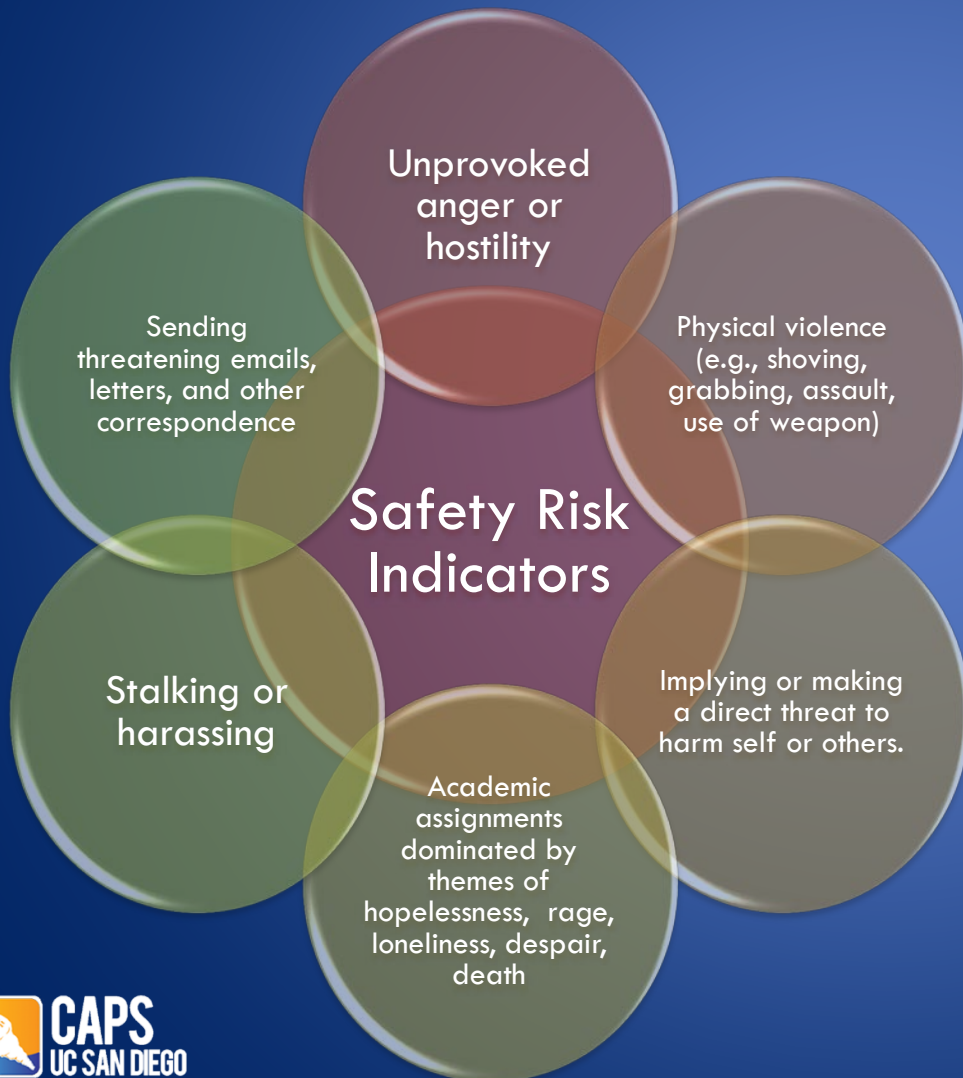 Unprovoked
anger or
hostility
Physical violence
(e.g., shoving,
grabbing, assault,
use of weapon)
Implying or making
a direct threat to
harm self or others.
Academic
assignments
dominated by
themes of
hopelessness, rage,
loneliness, despair,
death
Stalking or
harassing
Sending
threatening emails,
letters, and other
correspondence
Safety Risk
Indicators
CAPS
UC SAN DIEGO